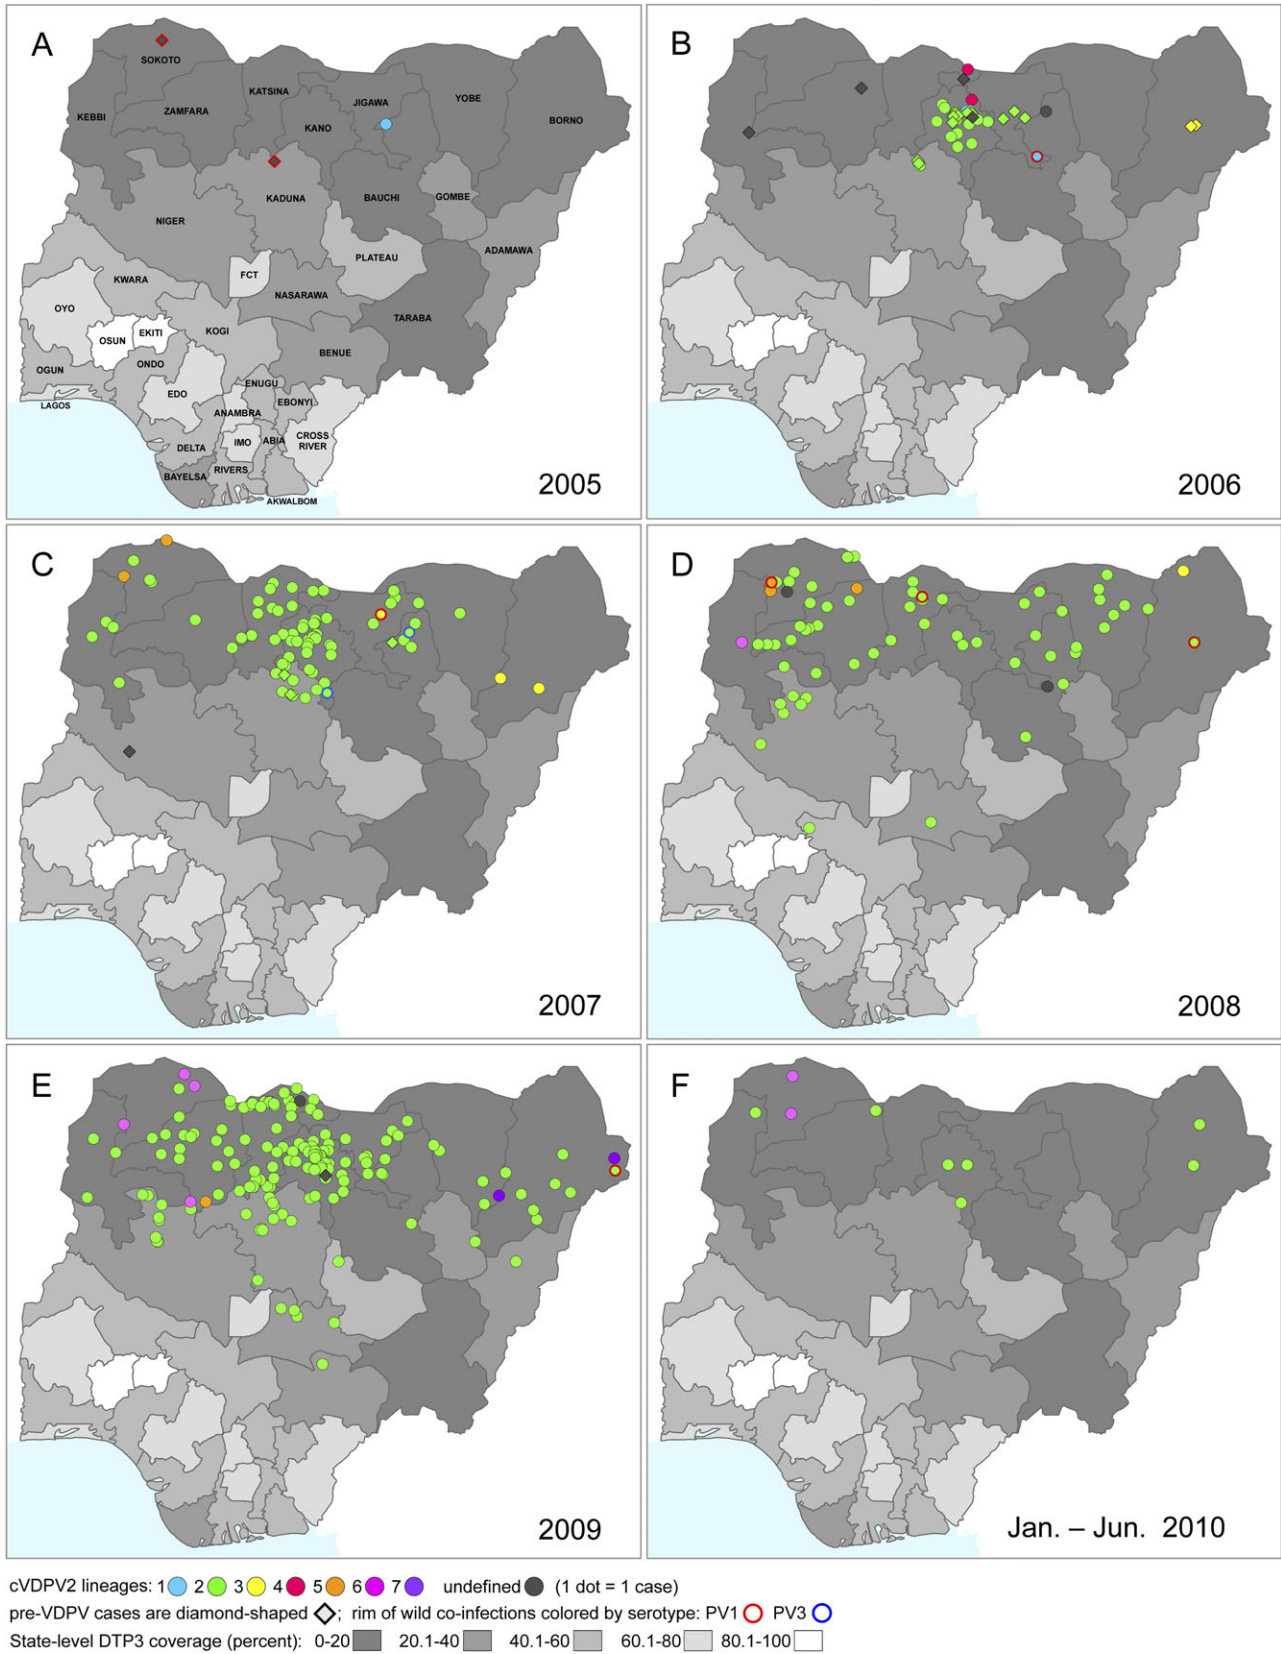 A
SOKOTO
KATSINA
JIGAWA
YOBE
KEBBI
ZAMFARA
KANO
BORNO
KADUNA
BAUCHI
GOMBE
NIGER
ADAMAWA
PLATEAU
KWARA
FCT
NASARAWA
OYO
TARABA
OSUN
EKITI
KOGI
BENUE
OGUN
ONDO
ENUGU
EDO
EBONYI
LAGOS
ANAMBRA
DELTA
IMO
ABIA
CROSS
RIVER
BAYELSA
RIVERS
AKWALBOM
2005
B
2006
C
2007
D
2008
E
2009
F
Jan. – Jun. 2010
cVDPV2 lineages: 1 2 3 4 5 6 7 undefined (1 dot = 1 case)
pre-VDPV cases are diamond-shaped ; rim of wild co-infections colored by serotype: PV1 PV3
State-level DTP3 coverage (percent): 0-20 20.1-40 40.1-60 60.1-80 80.1-100